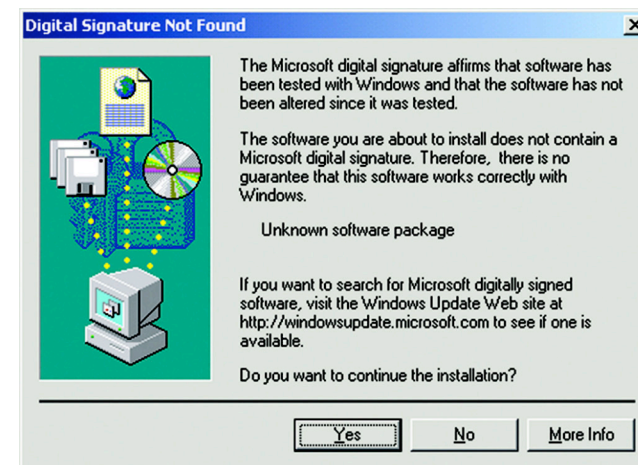 Digital Signature Not Found
The Microsoft digital signature affirms that software has
been tested with Windows and that the software has not
been altered since it was tested.
The software you are about to install does not contain a
Microsoft digital signature. Therefore, there is no
guarantee that this software works correctly with
Windows.
Unknown software package
If you want to search for Microsoft digitally signed
software, visit the Windows Update Web site at
http://windowsupdate.microsoft.com to see if one is
available.
Do you want to continue the installation?
Yes No More Info